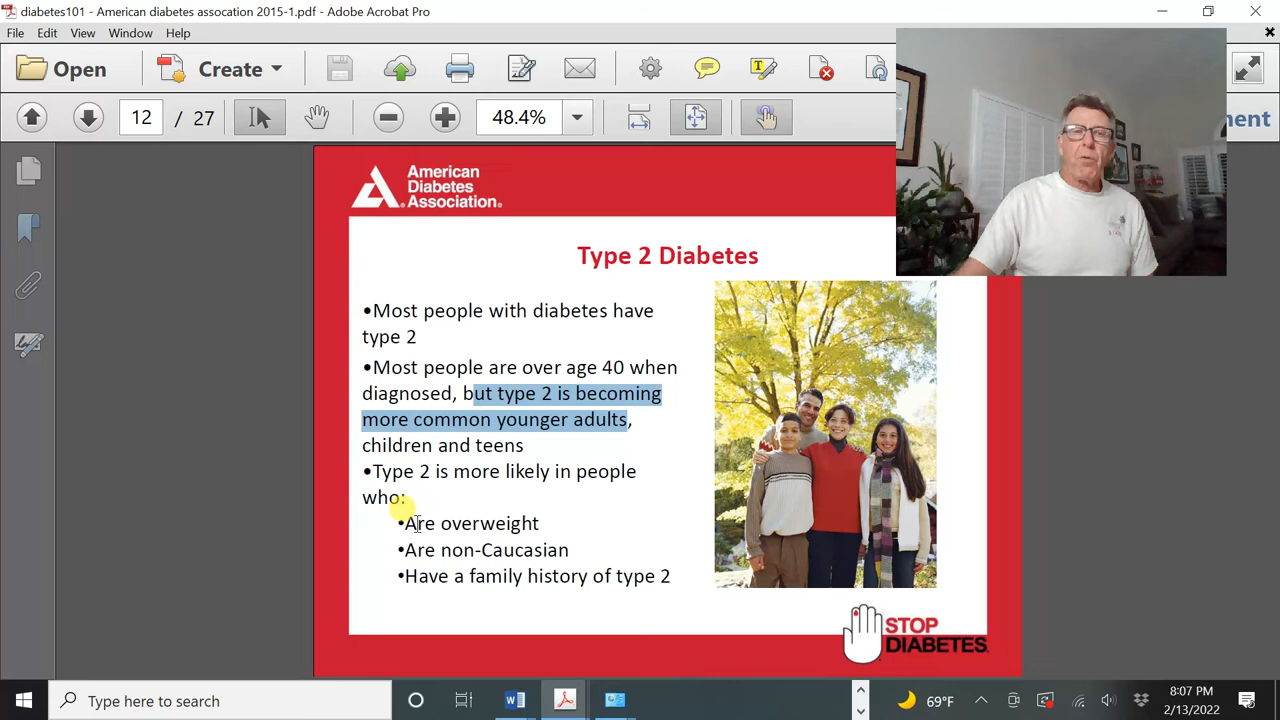 diabetes101 - American diabetes assocation 2015-1.pdf - Adobe Acrobat Pro
File Edit View Window Help
Open Create
12 / 27 48.4% ment
American
Diabetes
Association®
Type 2 Diabetes
•Most people with diabetes have
type 2
•Most people are over age 40 when
diagnosed, but type 2 is becoming
more common younger adults,
children and teens
•Type 2 is more likely in people
who:
•Are overweight
•Are non-Caucasian
•Have a family history of type 2
STOP
DIABETES
Type here to search
69°F
8:07 PM
2/13/2022